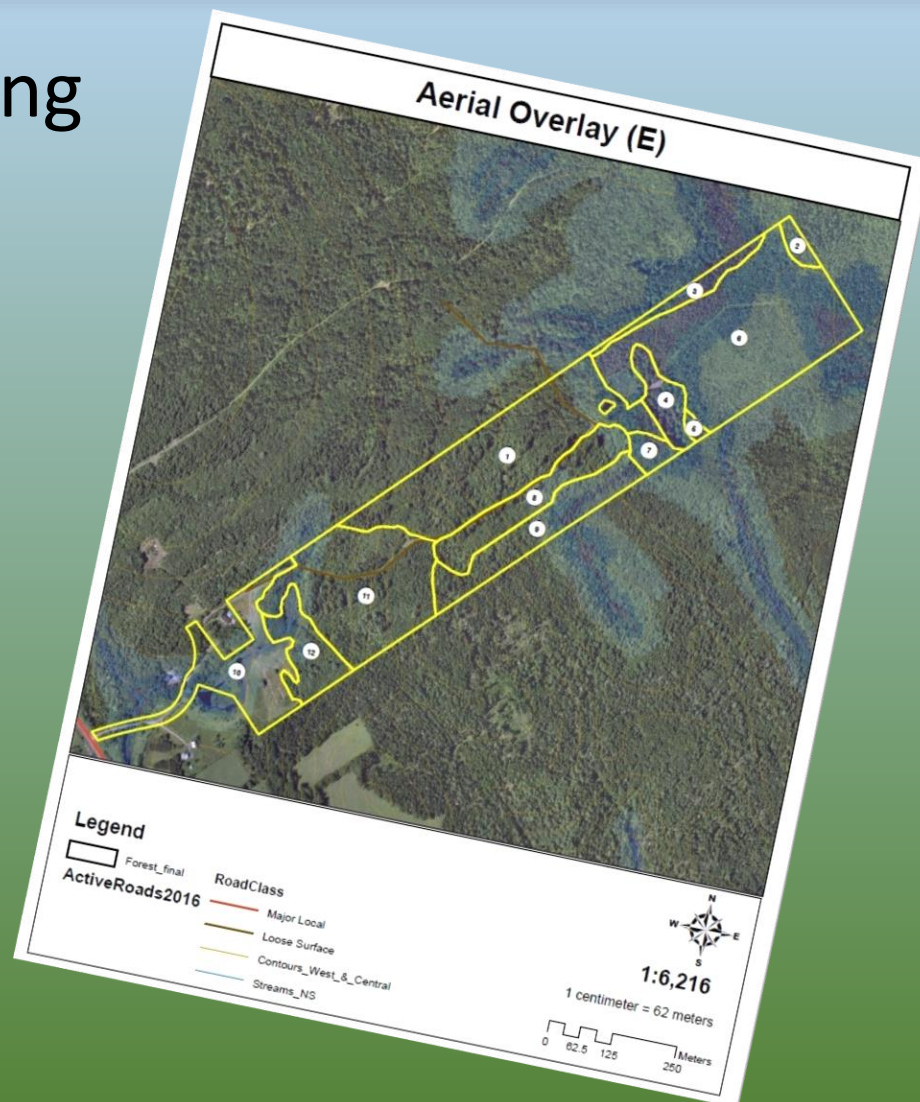 ng
Aerial Overlay (E)
2
3
6
4
5
7
1
8
9
11
12
10
Legend
Forest_final
ActiveRoads2016
RoadClass
Major Local
Loose Surface
Contours_West_&_Central
Streams_NS
N
W
E
S
1:6,216
1 centimeter = 62 meters
0 62.5 125 250 Meters